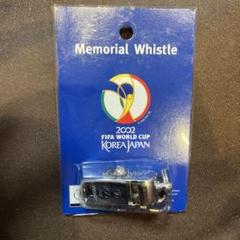 Memorial Whistle
2002
FIFA WORLD CUP
KOREA JAPAN